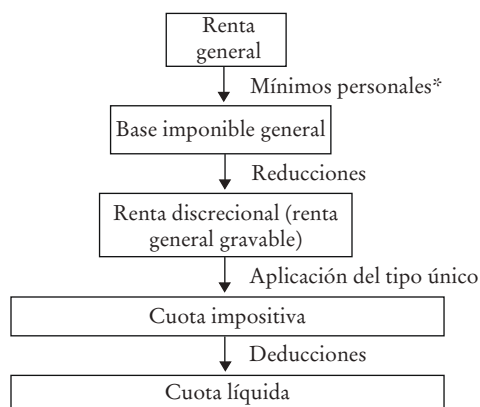 Renta
general
Mínimos personales*
Base imponible general
Reducciones
Renta discrecional (renta
general gravable)
Aplicación del tipo único
Cuota impositiva
Deducciones
Cuota líquida